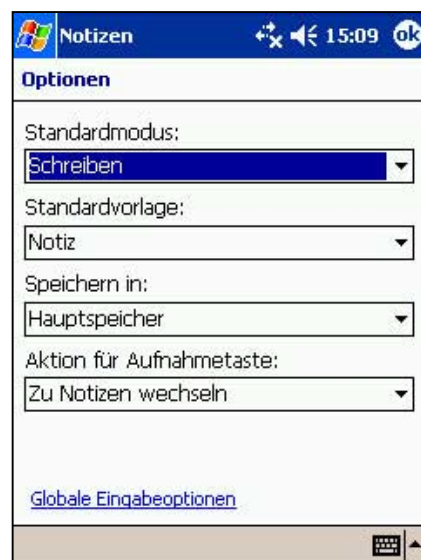 Notizen 15:09 ok
Optionen
Standardmodus:
Schreiben
Standardvorlage:
Notiz
Speichern in:
Hauptspeicher
Aktion für Aufnahmetaste:
Zu Notizen wechseln
Globale Eingabeoptionen